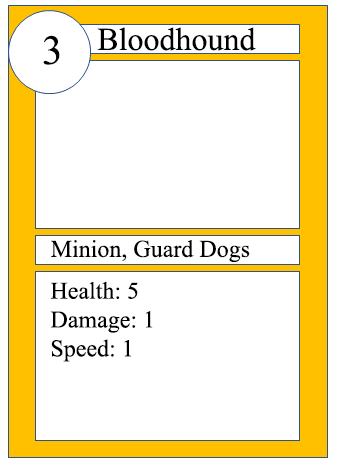 3
Bloodhound
Minion, Guard Dogs
Health: 5
Damage: 1
Speed: 1